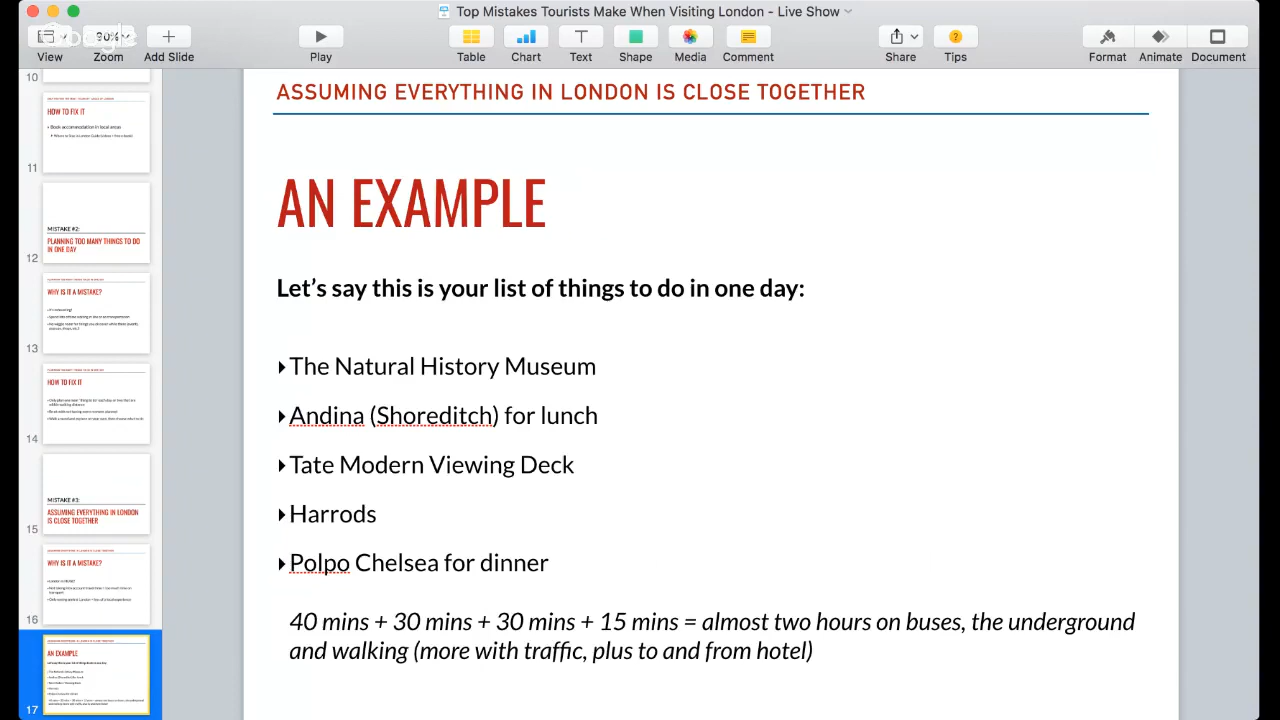 Top Mistakes Tourists Make When Visiting London - Live Show
Google
90%
View
Zoom
Add Slide
Play
Table
Chart
Text
Shape
Media
Comment
Share
Tips
Format
Animate
Document
10
HOW TO FIX IT
Book accommodation in local areas
11
MISTAKE #2:
PLANNING TOO MANY THINGS TO DO
IN ONE DAY
12
WHY IS IT A MISTAKE?
13
HOW TO FIX IT
14
MISTAKE #3:
ASSUMING EVERYTHING IN LONDON
IS CLOSE TOGETHER
15
WHY IS IT A MISTAKE?
16
AN EXAMPLE
17
ASSUMING EVERYTHING IN LONDON IS CLOSE TOGETHER
AN EXAMPLE
Let's say this is your list of things to do in one day:
The Natural History Museum
Andina (Shoreditch) for lunch
Tate Modern Viewing Deck
Harrods
Polpo Chelsea for dinner
40 mins + 30 mins + 30 mins + 15 mins = almost two hours on buses, the underground
and walking (more with traffic, plus to and from hotel)